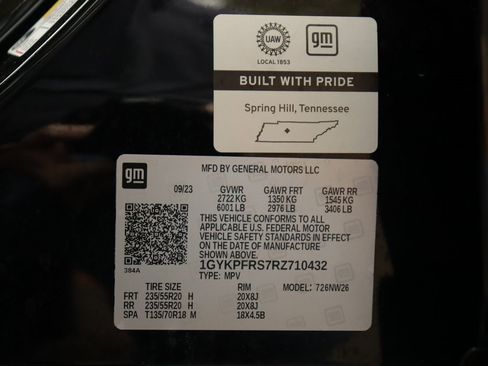 UAW
gm
LOCAL 1853
BUILT WITH PRIDE
Spring Hill, Tennessee
gm
MFD BY GENERAL MOTORS LLC
09/23 GVWR GAWR FRT GAWR RR
2722 KG 1350 KG 1545 KG
6001 LB 2976 LB 3406 LB
THIS VEHICLE CONFORMS TO ALL
APPLICABLE U.S. FEDERAL MOTOR
VEHICLE SAFETY STANDARDS IN EFFECT
ON THE DATE OF MANUFACTURE
SHOWN ABOVE.
384A
1GYKPFRS7RZ710432
TYPE: MPV
TIRE SIZE RIM MODEL: 726NW26
FRT 235/55R20 H 20X8J
RR 235/55R20 H 20X8J
SPA T135/70R18 M 18X4.5B